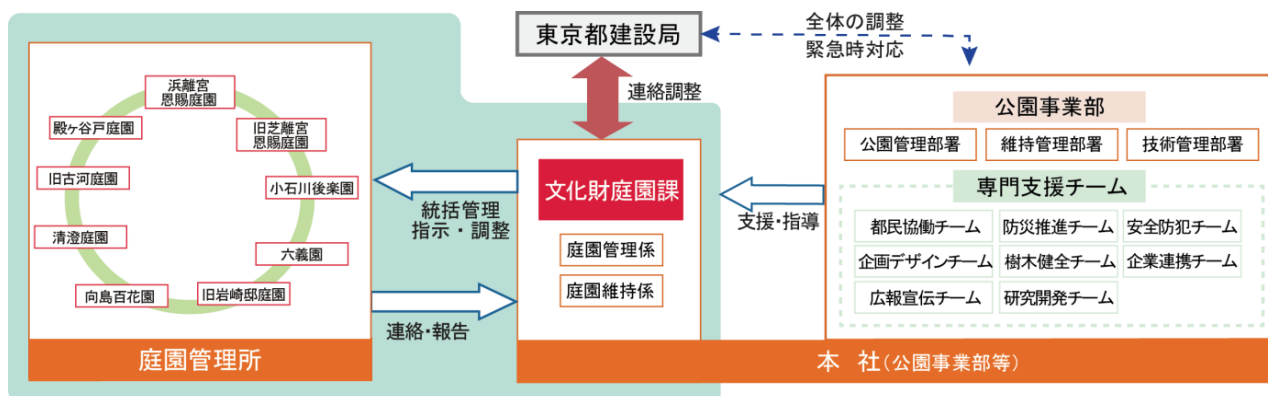 東京都建設局
全体の調整
緊急時対応
連絡調整
浜離宮
恩賜庭園
旧芝離宮
恩賜庭園
小石川後楽園
六義園
旧岩崎邸庭園
向島百花園
清澄庭園
旧古河庭園
殿ヶ谷戸庭園
庭園管理所
統括管理
指示・調整
連絡・報告
文化財庭園課
庭園管理係
庭園維持係
支援・指導
公園事業部
公園管理部署
維持管理部署
技術管理部署
専門支援チーム
都民協働チーム
防災推進チーム
安全防犯チーム
企画デザインチーム
樹木健全チーム
企業連携チーム
広報宣伝チーム
研究開発チーム
本 社(公園事業部等)